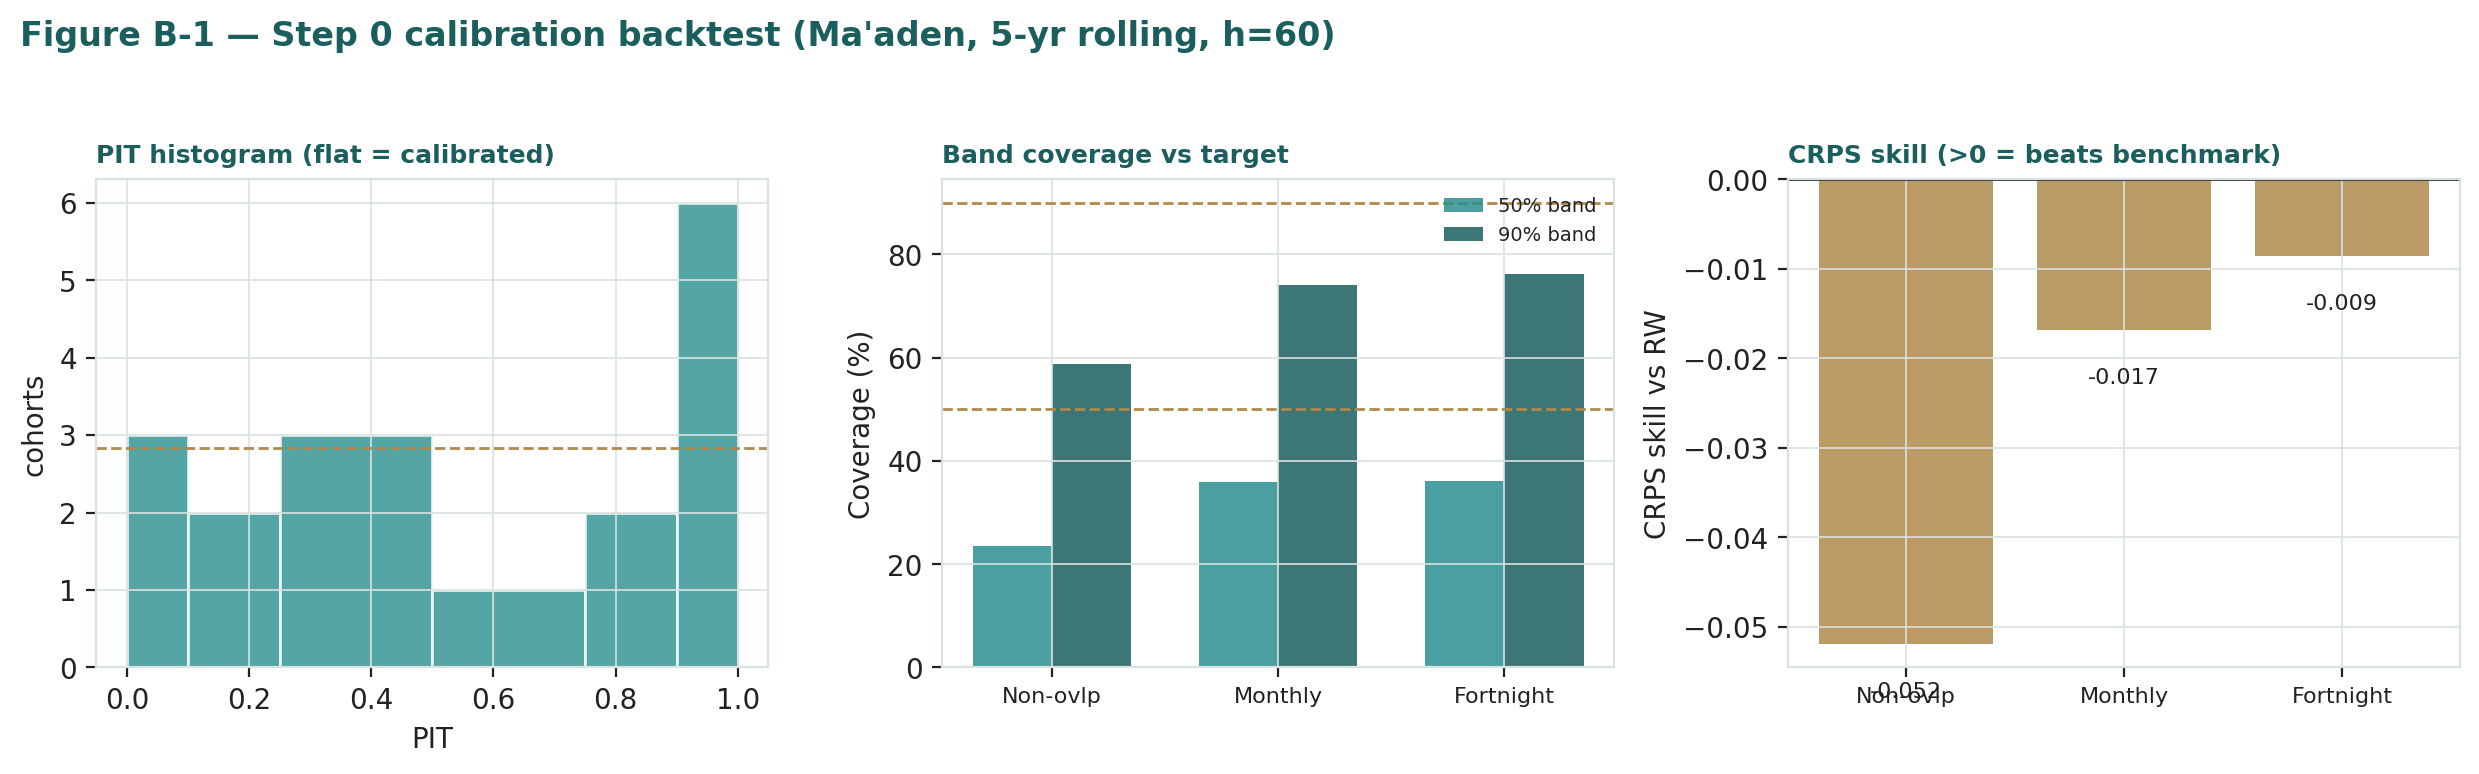 Figure B-1 — Step 0 calibration backtest (Ma'aden, 5-yr rolling, h=60)
PIT histogram (flat = calibrated)
cohorts
6
5
4
3
2
1
0
0.0 0.2 0.4 0.6 0.8 1.0
PIT
Band coverage vs target
Coverage (%)
80
60
40
20
0
50% band
90% band
Non-ovlp Monthly Fortnight
CRPS skill (>0 = beats benchmark)
CRPS skill vs RW
0.00
−0.01
−0.02
−0.03
−0.04
−0.05
-0.009
-0.017
-0.052
Non-ovlp Monthly Fortnight